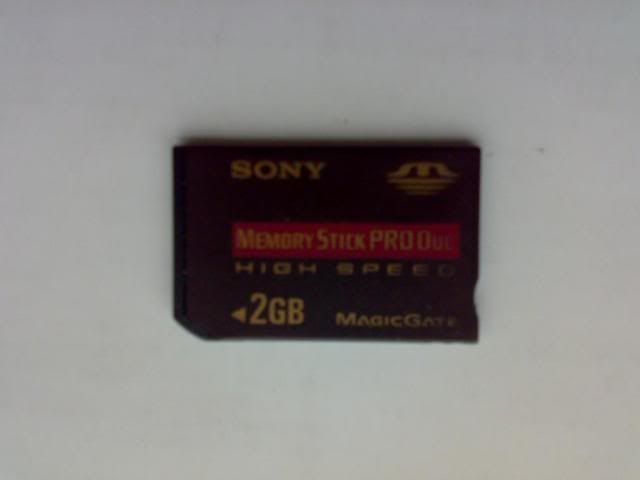 SONY
MEMORY STICK PRO DUO
HIGH SPEED
2GB MAGICGATE